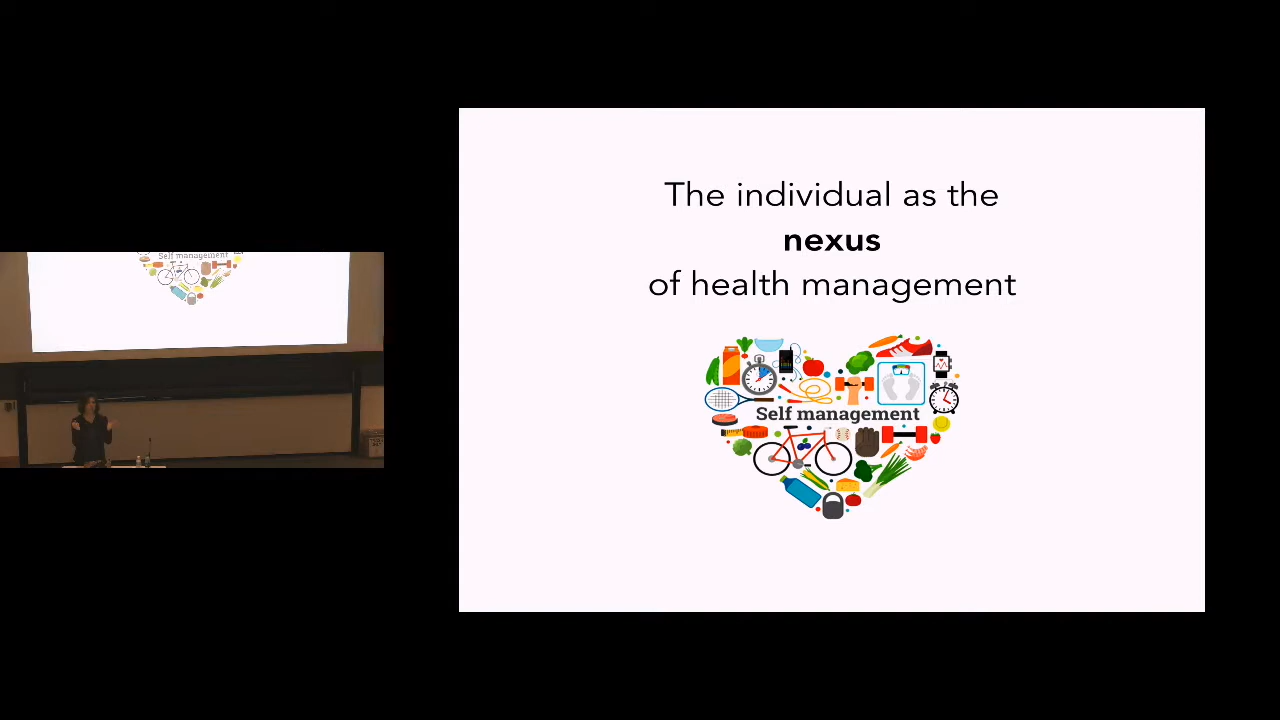 The individual as the
nexus
of health management
Self management
Self management